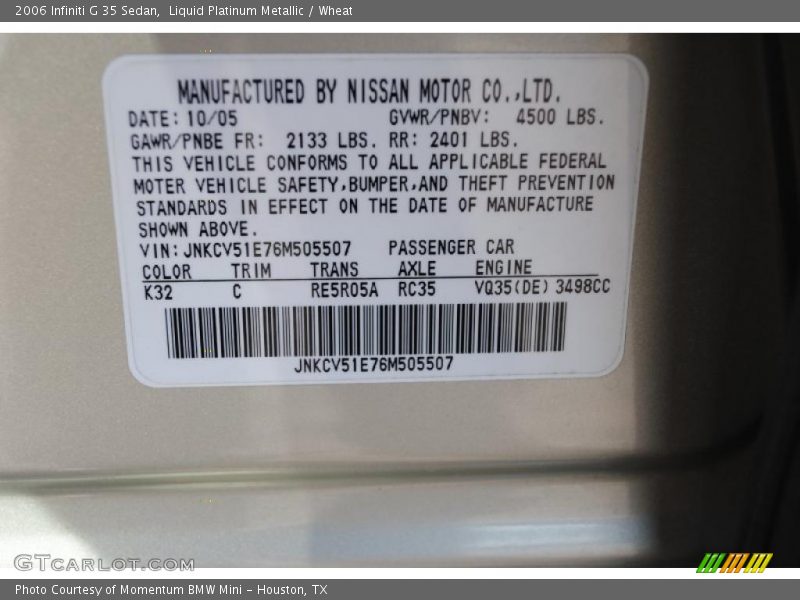 2006 Infiniti G 35 Sedan,  Liquid Platinum Metallic / Wheat
MANUFACTURED BY NISSAN MOTOR CO.,LTD.
DATE: 10/05 GVWR/PNBV: 4500 LBS.
GAWR/PNBE FR: 2133 LBS. RR: 2401 LBS.
THIS VEHICLE CONFORMS TO ALL APPLICABLE FEDERAL
MOTER VEHICLE SAFETY,BUMPER,AND THEFT PREVENTION
STANDARDS IN EFFECT ON THE DATE OF MANUFACTURE
SHOWN ABOVE.
VIN: JNKCV51E76M505507 PASSENGER CAR
COLOR TRIM TRANS AXLE ENGINE
K32 C RE5R05A RC35 VQ35(DE) 3498CC
JNKCV51E76M505507
GTCARLOT.COM
Photo Courtesy of Momentum BMW Mini - Houston, TX